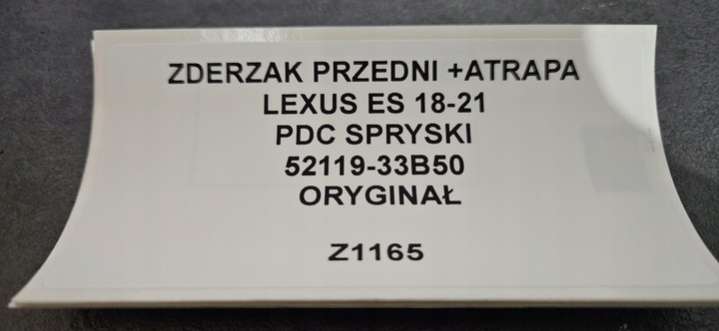 ZDERZAK PRZEDNI +ATRAPA
LEXUS ES 18-21
PDC SPRYSKI
52119-33B50
ORYGINAŁ
Z1165